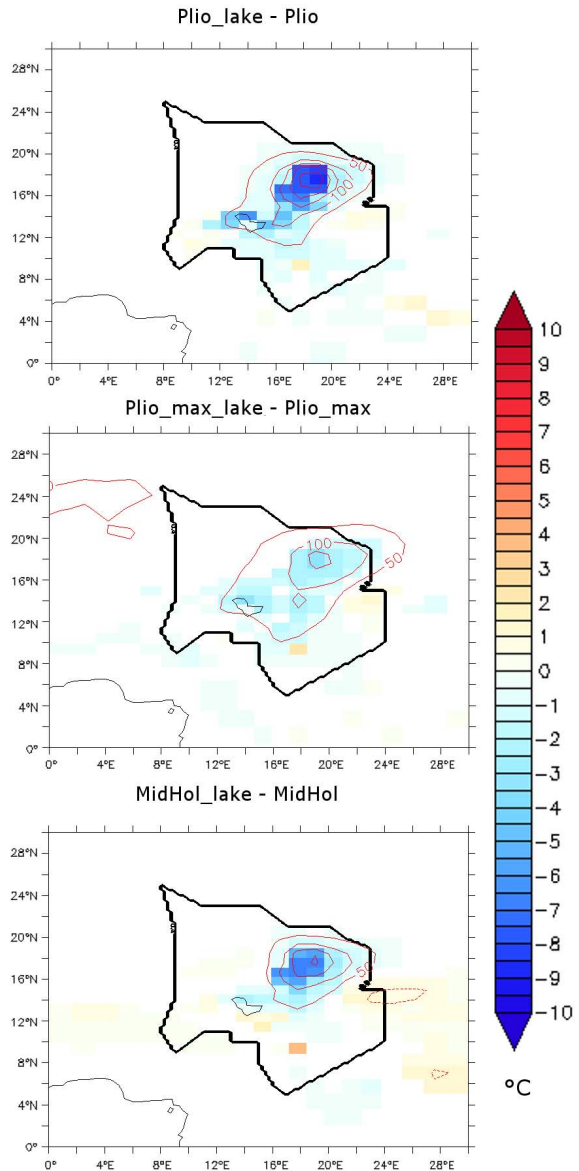 Plio_lake - Plio
28°N
24°N
20°N
16°N
12°N
8°N
4°N
0°
0° 4°E 8°E 12°E 16°E 20°E 24°E 28°E
50
100
Plio_max_lake - Plio_max
28°N
24°N
20°N
16°N
12°N
8°N
4°N
0°
0° 4°E 8°E 12°E 16°E 20°E 24°E 28°E
100
50
MidHol_lake - MidHol
28°N
24°N
20°N
16°N
12°N
8°N
4°N
0°
0° 4°E 8°E 12°E 16°E 20°E 24°E 28°E
50
10
9
8
7
6
5
4
3
2
1
0
-1
-2
-3
-4
-5
-6
-7
-8
-9
-10
°C